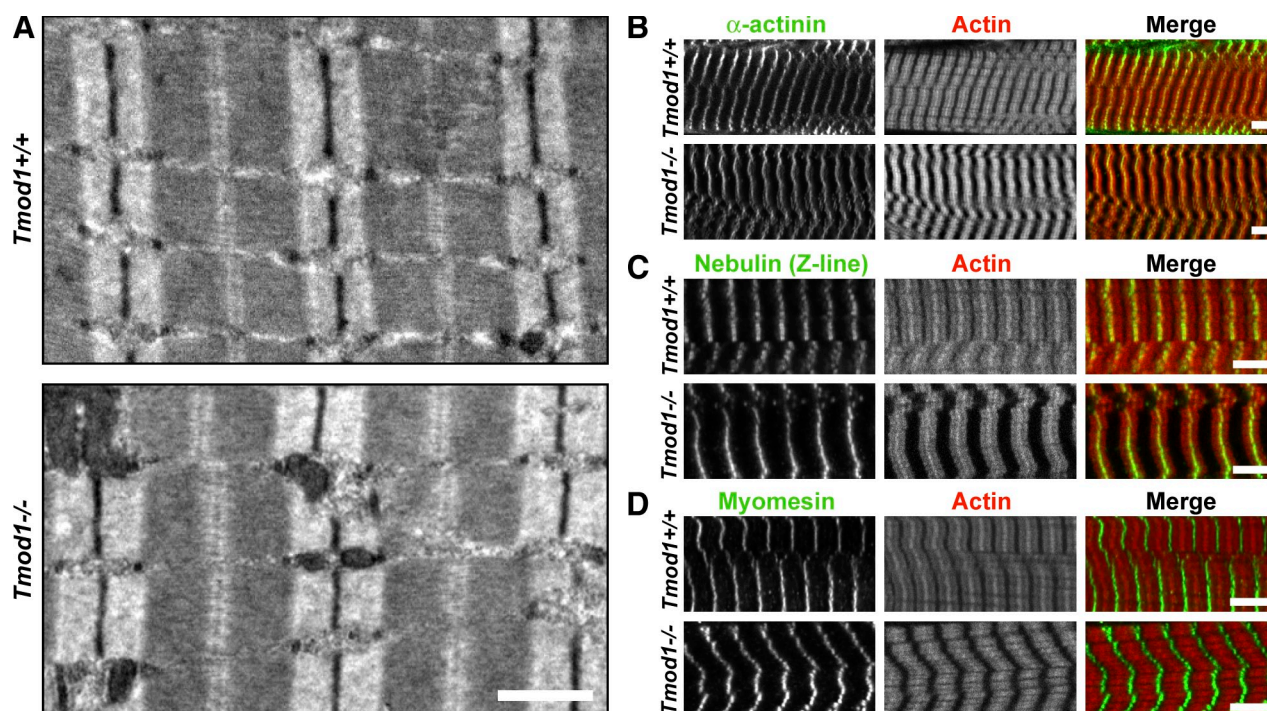 A
Tmod1+/+
Tmod1-/-
B
α-actinin Actin Merge
Tmod1+/+
Tmod1-/-
C
Nebulin (Z-line) Actin Merge
Tmod1+/+
Tmod1-/-
D
Myomesin Actin Merge
Tmod1+/+
Tmod1-/-